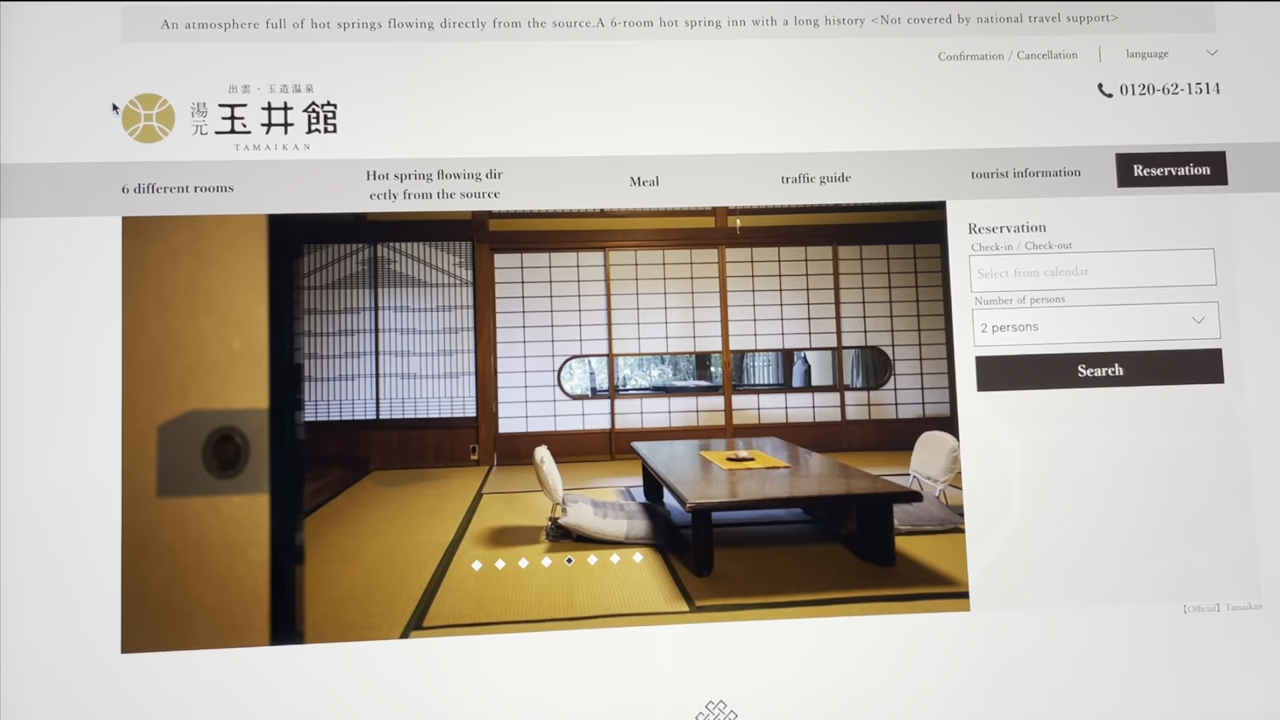 An atmosphere full of hot springs flowing directly from the source.A 6-room hot spring inn with a long history <Not covered by national travel support>
Confirmation / Cancellation
language
0120-62-1514
出雲・玉造温泉
湯元 玉井館
TAMAIKAN
6 different rooms
Hot spring flowing dir
ectly from the source
Meal
traffic guide
tourist information
Reservation
Reservation
Check-in / Check-out
Select from calendar
Number of persons
2 persons
Search
【Official】Tamaikan